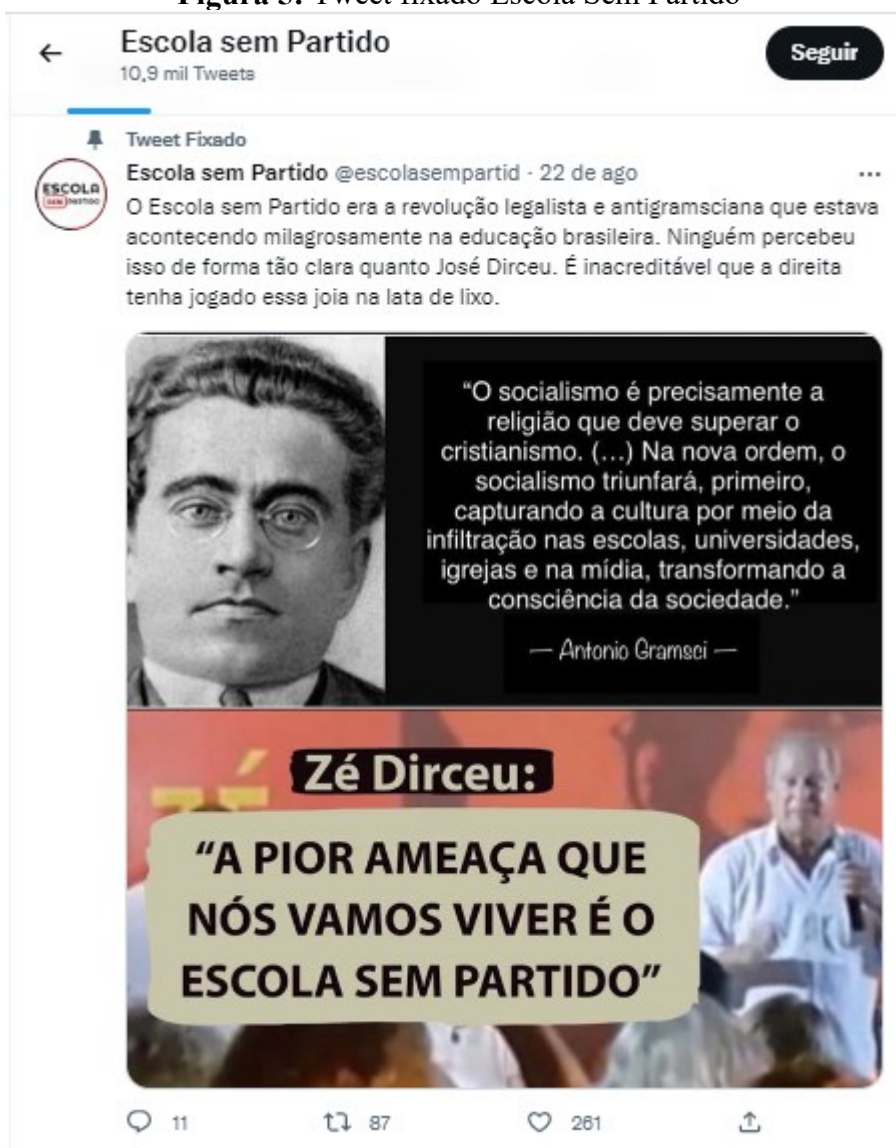 Figura 3: Tweet fixado Escola Sem Partido
Escola sem Partido
10,9 mil Tweets
Seguir
Tweet Fixado
Escola sem Partido @escolasempartid · 22 de ago
ESCOLA
SEM PARTIDO
O Escola sem Partido era a revolução legalista e antigramsciana que estava
acontecendo milagrosamente na educação brasileira. Ninguém percebeu
isso de forma tão clara quanto José Dirceu. É inacreditável que a direita
tenha jogado essa joia na lata de lixo.
“O socialismo é precisamente a
religião que deve superar o
cristianismo. (...) Na nova ordem, o
socialismo triunfará, primeiro,
capturando a cultura por meio da
infiltração nas escolas, universidades,
igrejas e na mídia, transformando a
consciência da sociedade.”
— Antonio Gramsci —
Zé Dirceu:
“A PIOR AMEAÇA QUE
NÓS VAMOS VIVER É O
ESCOLA SEM PARTIDO”
11
87
261